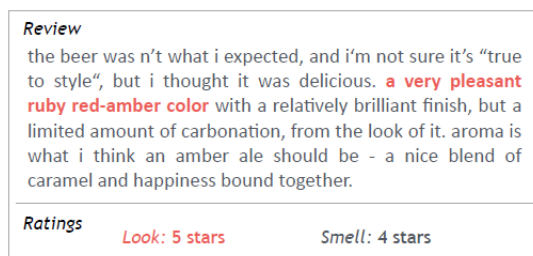 Review
the beer was n't what i expected, and i'm not sure it's “true
to style“, but i thought it was delicious. a very pleasant
ruby red-amber color with a relatively brilliant finish, but a
limited amount of carbonation, from the look of it. aroma is
what i think an amber ale should be - a nice blend of
caramel and happiness bound together.
Ratings
Look: 5 stars Smell: 4 stars